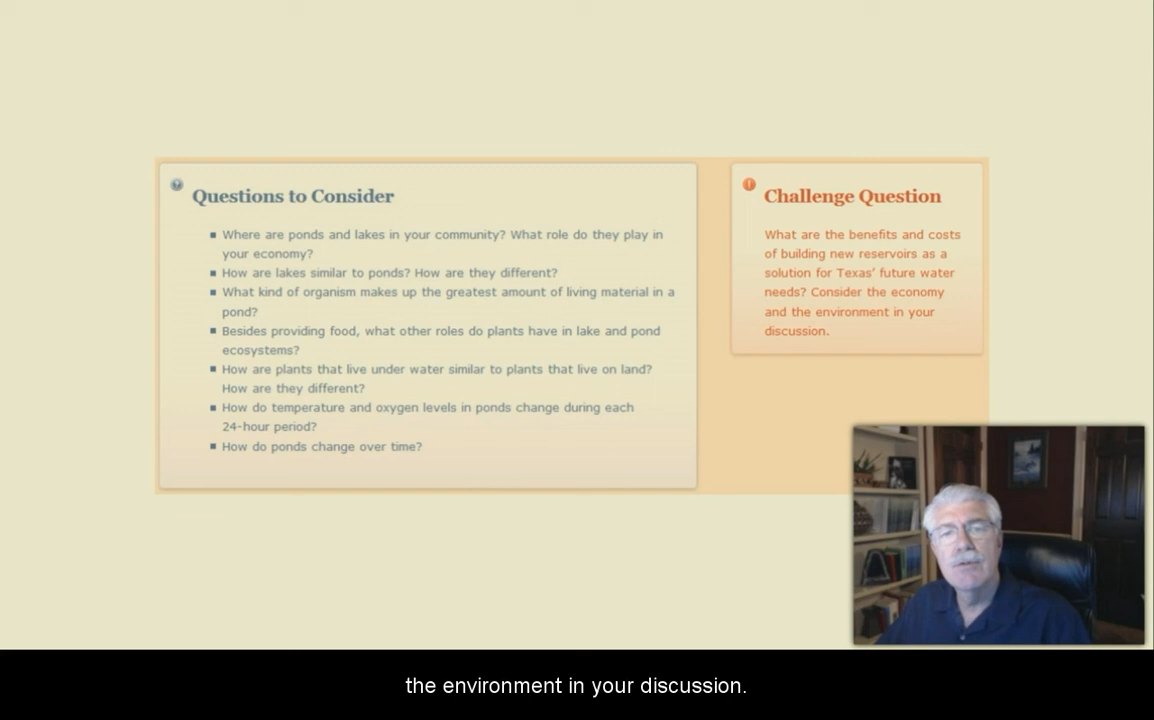 Questions to Consider
Where are ponds and lakes in your community? What role do they play in
your economy?
How are lakes similar to ponds? How are they different?
What kind of organism makes up the greatest amount of living material in a
pond?
Besides providing food, what other roles do plants have in lake and pond
ecosystems?
How are plants that live under water similar to plants that live on land?
How are they different?
How do temperature and oxygen levels in ponds change during each
24-hour period?
How do ponds change over time?
Challenge Question
What are the benefits and costs
of building new reservoirs as a
solution for Texas' future water
needs? Consider the economy
and the environment in your
discussion.
the environment in your discussion.